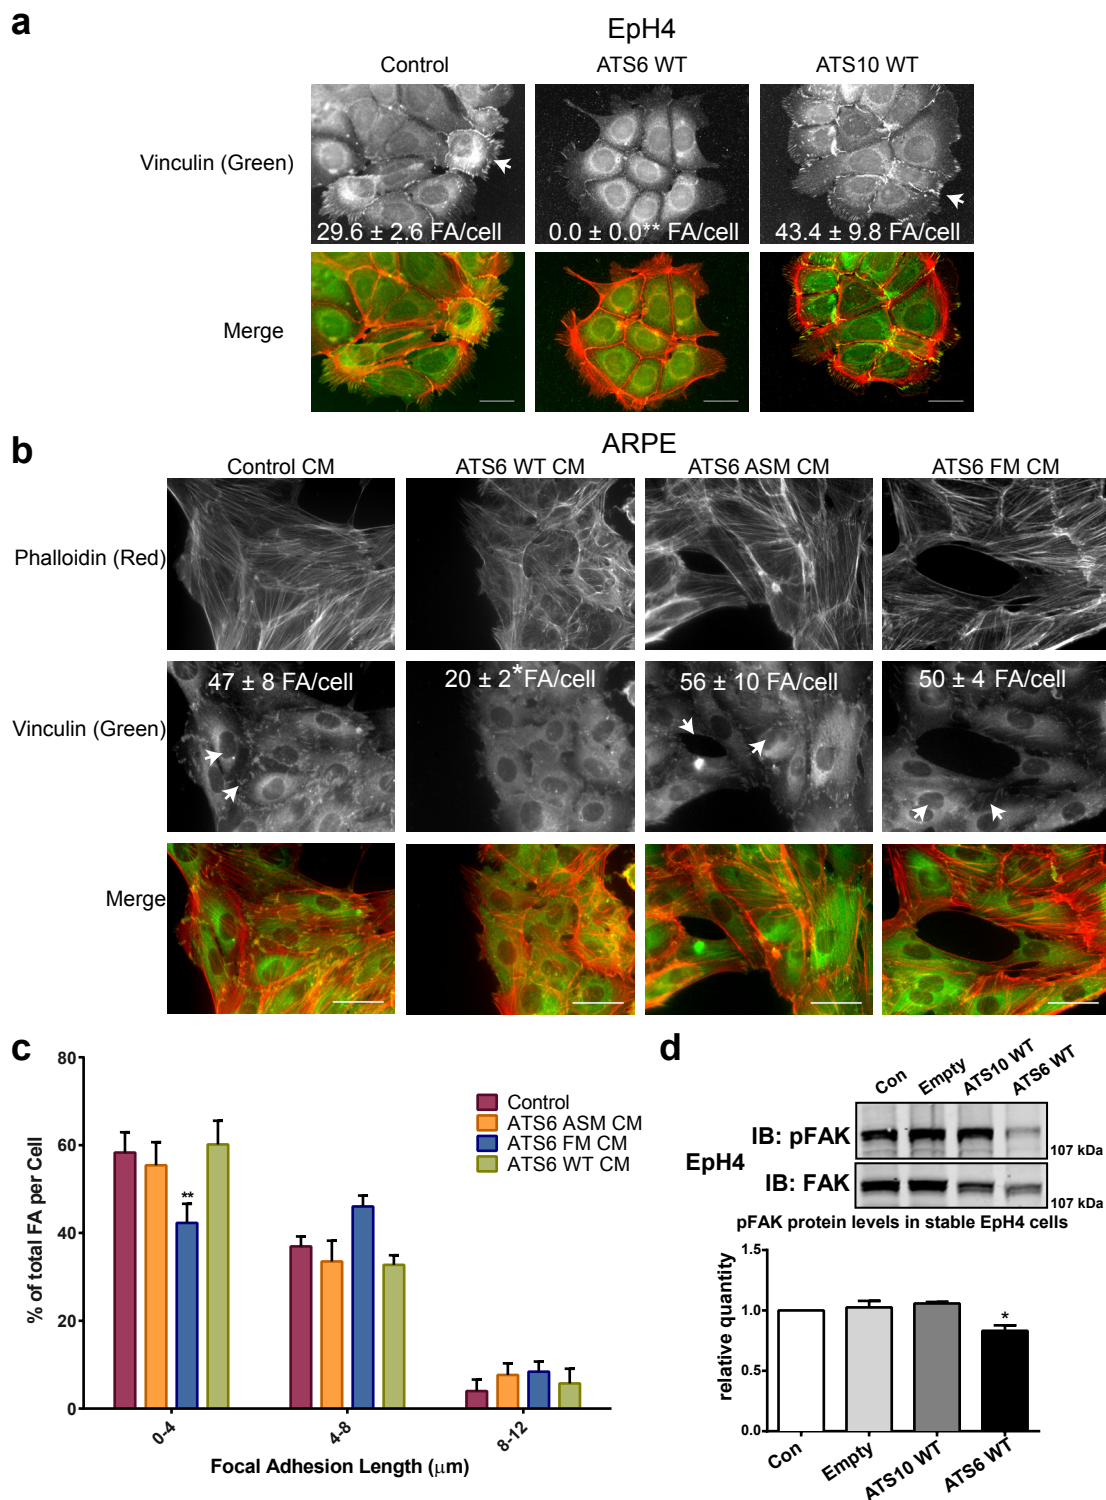 a
EpH4
Control
ATS6 WT
ATS10 WT
Vinculin (Green)
29.6 ± 2.6 FA/cell
0.0 ± 0.0** FA/cell
43.4 ± 9.8 FA/cell
Merge
b
ARPE
Control CM
ATS6 WT CM
ATS6 ASM CM
ATS6 FM CM
Phalloidin (Red)
47 ± 8 FA/cell
20 ± 2*FA/cell
56 ± 10 FA/cell
50 ± 4 FA/cell
Vinculin (Green)
Merge
c
80
60
40
20
0
% of total FA per Cell
**
Control
ATS6 ASM CM
ATS6 FM CM
ATS6 WT CM
0-4
4-8
8-12
Focal Adhesion Length (μm)
d
Con
Empty
ATS10 WT
ATS6 WT
EpH4
IB: pFAK
107 kDa
IB: FAK
107 kDa
pFAK protein levels in stable EpH4 cells
1.5
1.0
0.5
0.0
relative quantity
*
Con
Empty
ATS10 WT
ATS6 WT